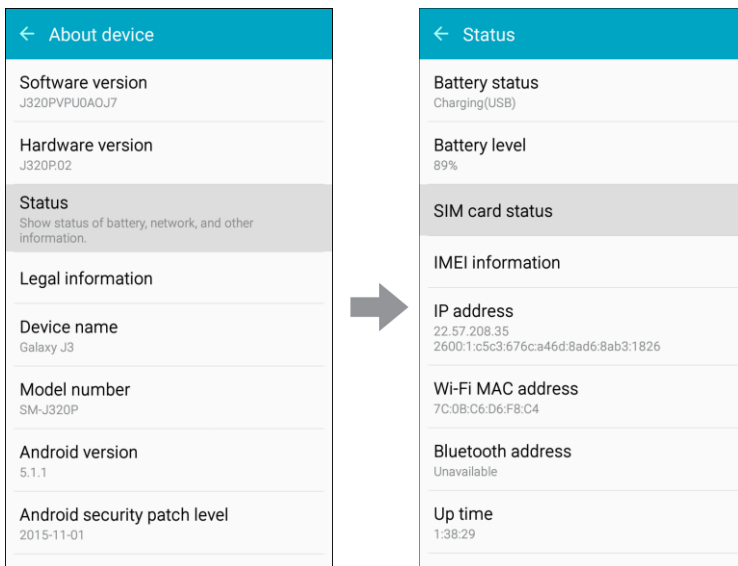 ← About device
Software version
J320PVPU0AOJ7
Hardware version
J320P.02
Status
Show status of battery, network, and other
information.
Legal information
Device name
Galaxy J3
Model number
SM-J320P
Android version
5.1.1
Android security patch level
2015-11-01
← Status
Battery status
Charging(USB)
Battery level
89%
SIM card status
IMEI information
IP address
22.57.208.35
2600:1:c5c3:676c:a46d:8ad6:8ab3:1826
Wi-Fi MAC address
7C:0B:C6:D6:F8:C4
Bluetooth address
Unavailable
Up time
1:38:29